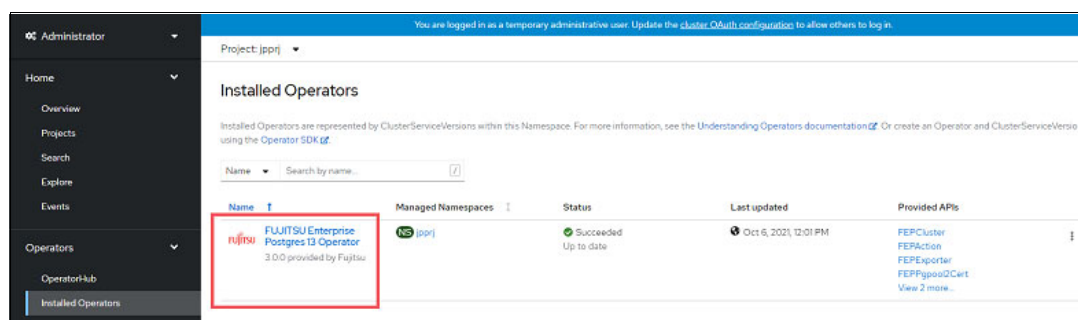 You are logged in as a temporary administrative user. Update the cluster OAuth configuration to allow others to log in.
Administrator
Project: jpprj
Home
Overview
Projects
Search
Explore
Events
Operators
OperatorHub
Installed Operators
Installed Operators
Installed Operators are represented by ClusterServiceVersions within this Namespace. For more information, see the Understanding Operators documentation. Or create an Operator and ClusterServiceVersio
using the Operator SDK.
Name Search by name... /
Name Managed Namespaces Status Last updated Provided APIs
FUJITSU
FUJITSU Enterprise
Postgres 13 Operator
3.0.0 provided by Fujitsu
NS jpprj
Succeeded
Up to date
Oct 6, 2021, 12:01 PM
FEPCluster
FEPAction
FEPExporter
FEPPgpool2Cert
View 2 more...